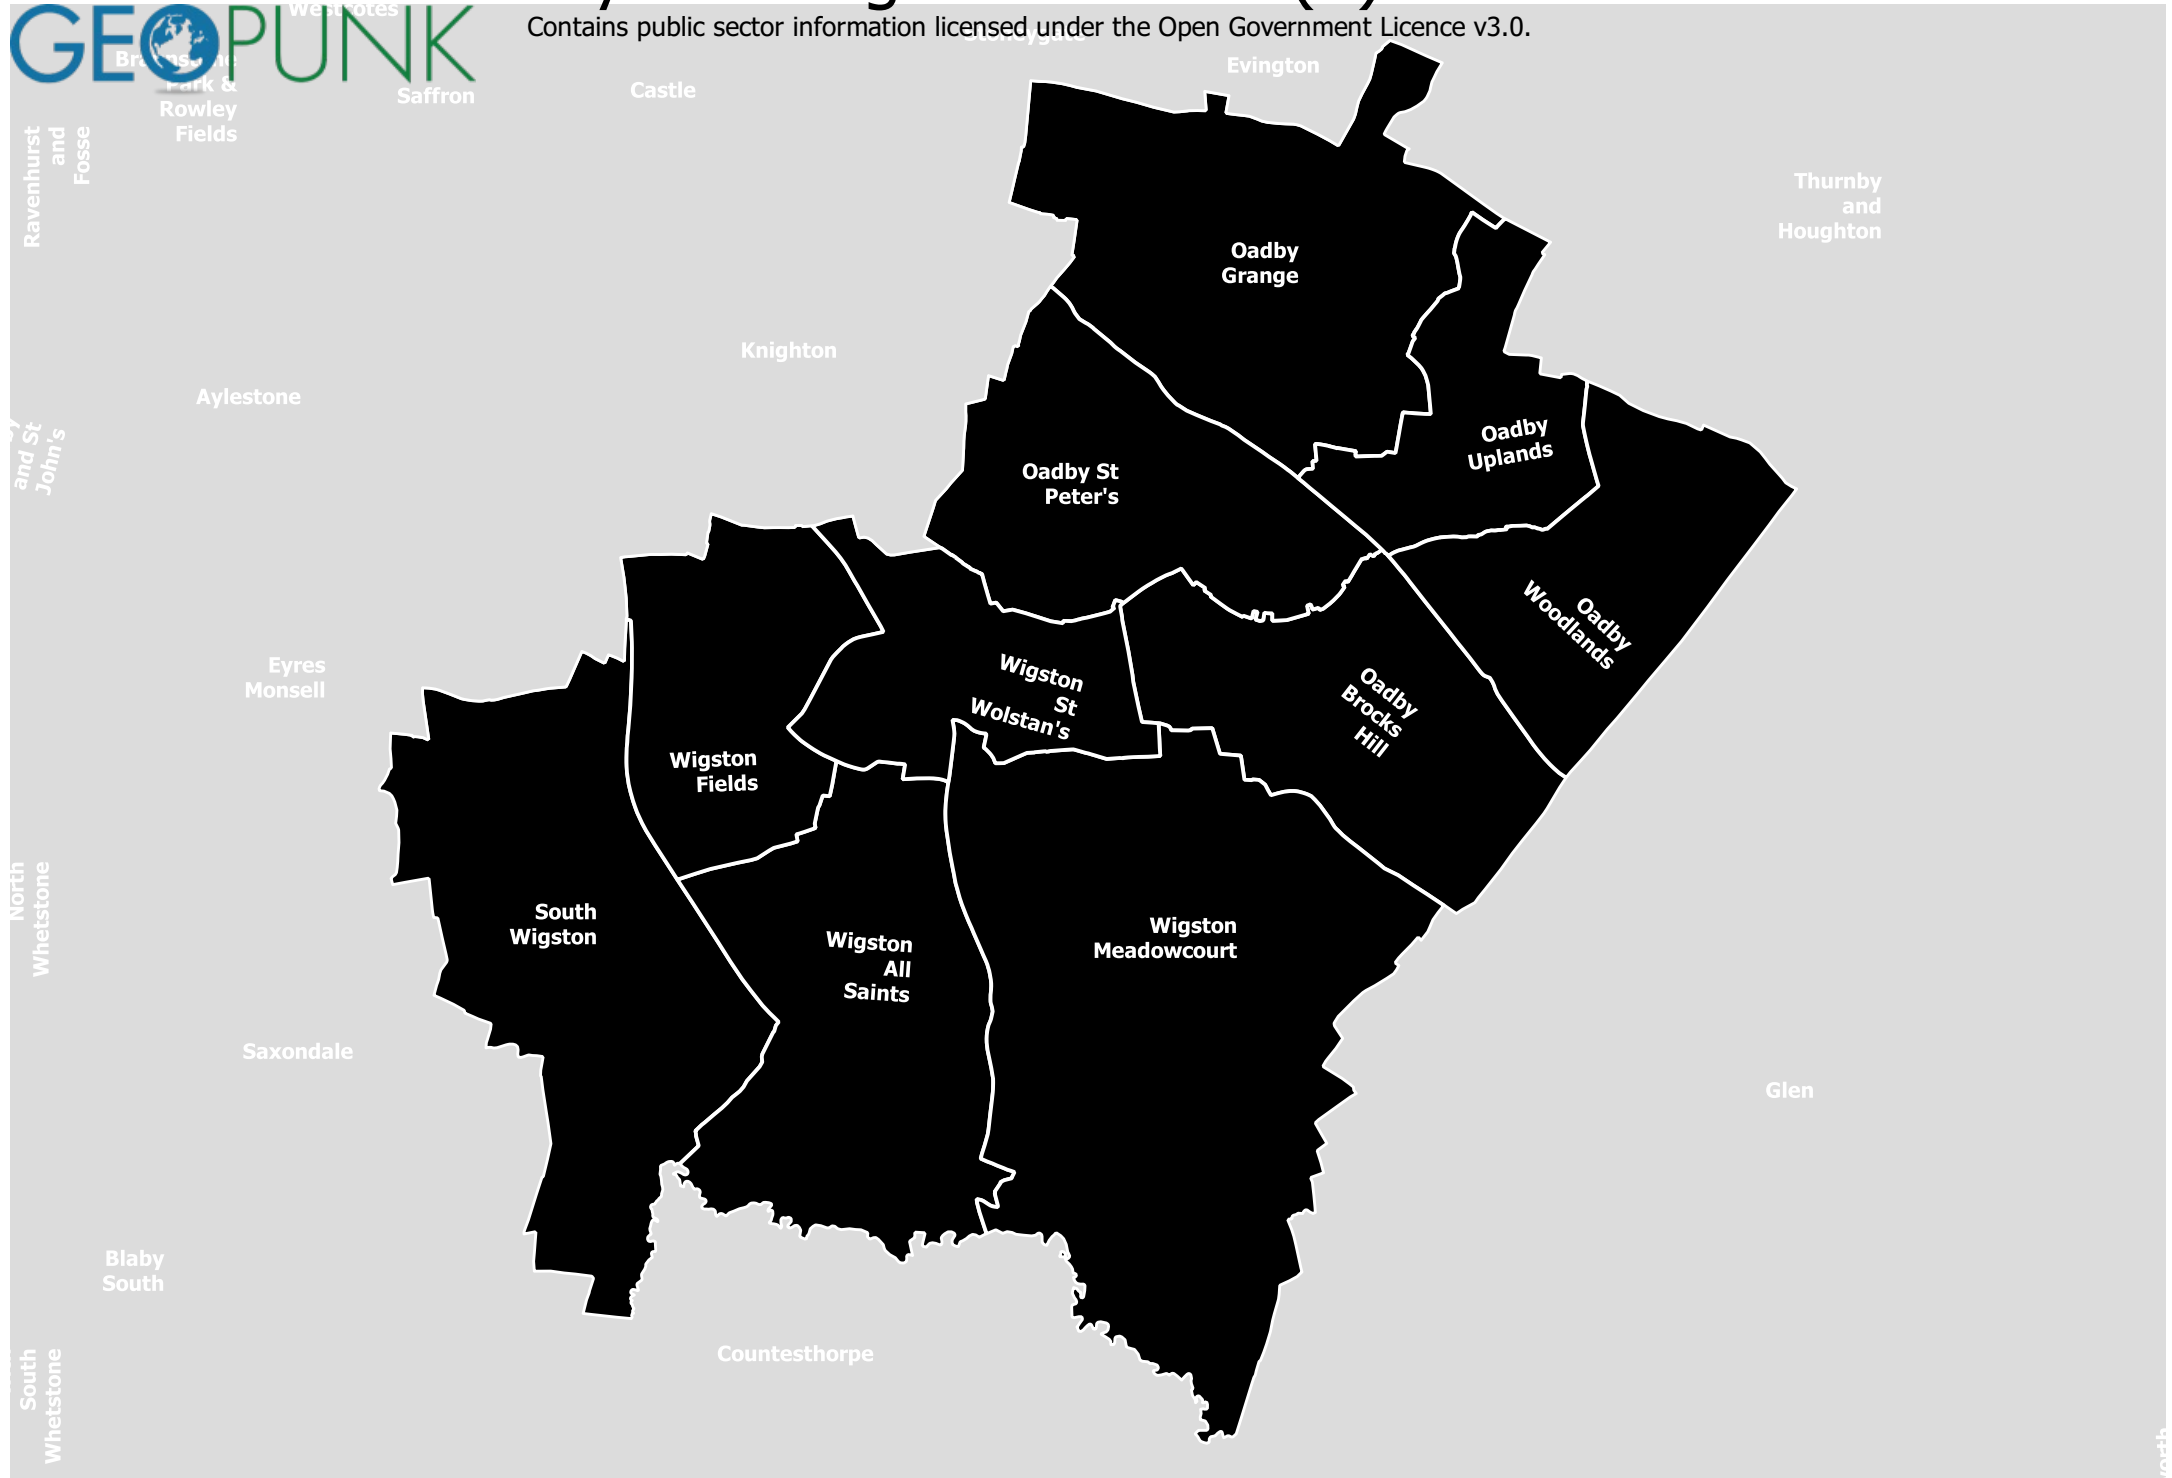 GEOPUNK
Contains public sector information licensed under the Open Government Licence v3.0.
Westcotes
Park &
Rowley
Fields
Saffron
Castle
Evington
Ravenhurst
and
Fosse
Thurnby
and
Houghton
Oadby
Grange
Knighton
Aylestone
and St
John's
Oadby
Uplands
Oadby St
Peter's
Oadby
Woodlands
Eyres
Monsell
Wigston
St
Wolstan's
Oadby
Brocks
Hill
Wigston
Fields
North
Whetstone
South
Wigston
Wigston
All
Saints
Wigston
Meadowcourt
Saxondale
Glen
Blaby
South
Countesthorpe
South
Whetstone